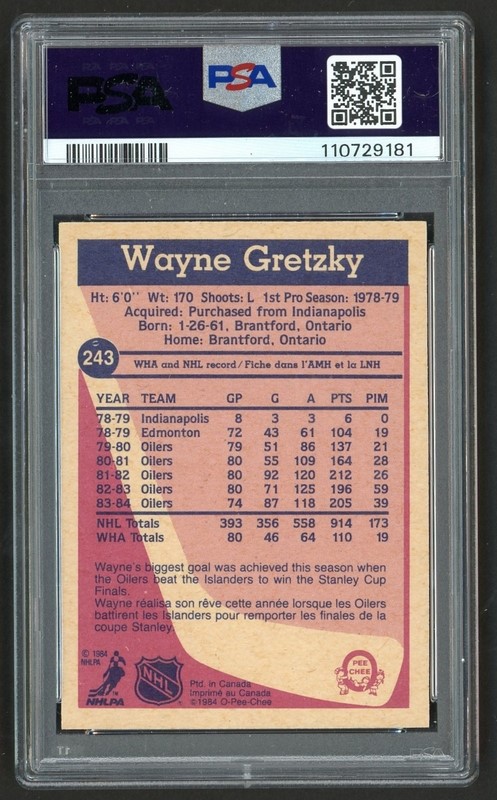 PSA
PSA
110729181
Wayne Gretzky
Ht: 6'0'' Wt: 170 Shoots: L 1st Pro Season: 1978-79
Acquired: Purchased from Indianapolis
Born: 1-26-61, Brantford, Ontario
Home: Brantford, Ontario
243
WHA and NHL record/Fiche dans l'AMH et la LNH
YEAR TEAM GP G A PTS PIM
78-79 Indianapolis 8 3 3 6 0
78-79 Edmonton 72 43 61 104 19
79-80 Oilers 79 51 86 137 21
80-81 Oilers 80 55 109 164 28
81-82 Oilers 80 92 120 212 26
82-83 Oilers 80 71 125 196 59
83-84 Oilers 74 87 118 205 39
NHL Totals 393 356 558 914 173
WHA Totals 80 46 64 110 19
Wayne's biggest goal was achieved this season when
the Oilers beat the Islanders to win the Stanley Cup
Finals.
Wayne réalisa son rêve cette année lorsque les Oilers
battirent les Islanders pour remporter les finales de la
coupe Stanley.
© 1984
NHLPA
NHLPA
NHL
Ptd. in Canada
Imprimé au Canada
©1984 O-Pee-Chee
O
PEE
CHEE
PSA